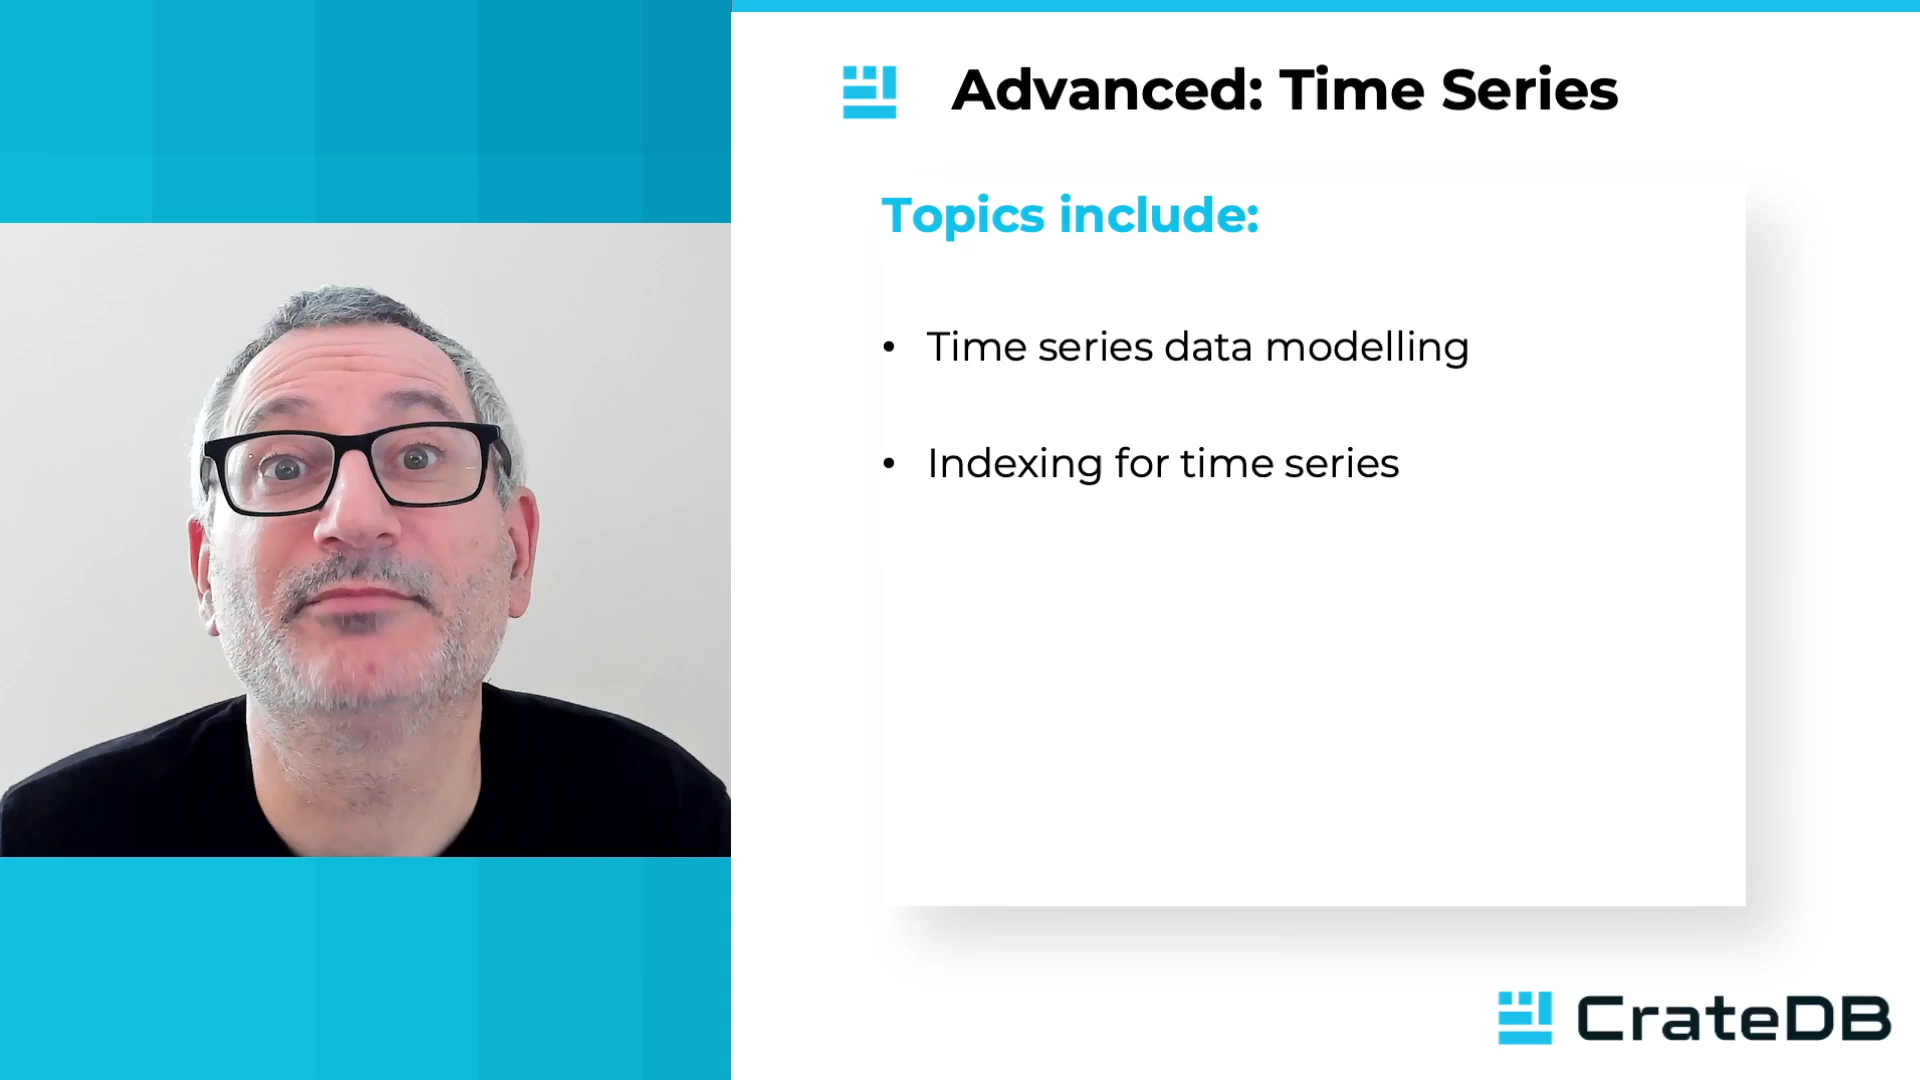 Advanced: Time Series
Topics include:
• Time series data modelling
• Indexing for time series
CrateDB